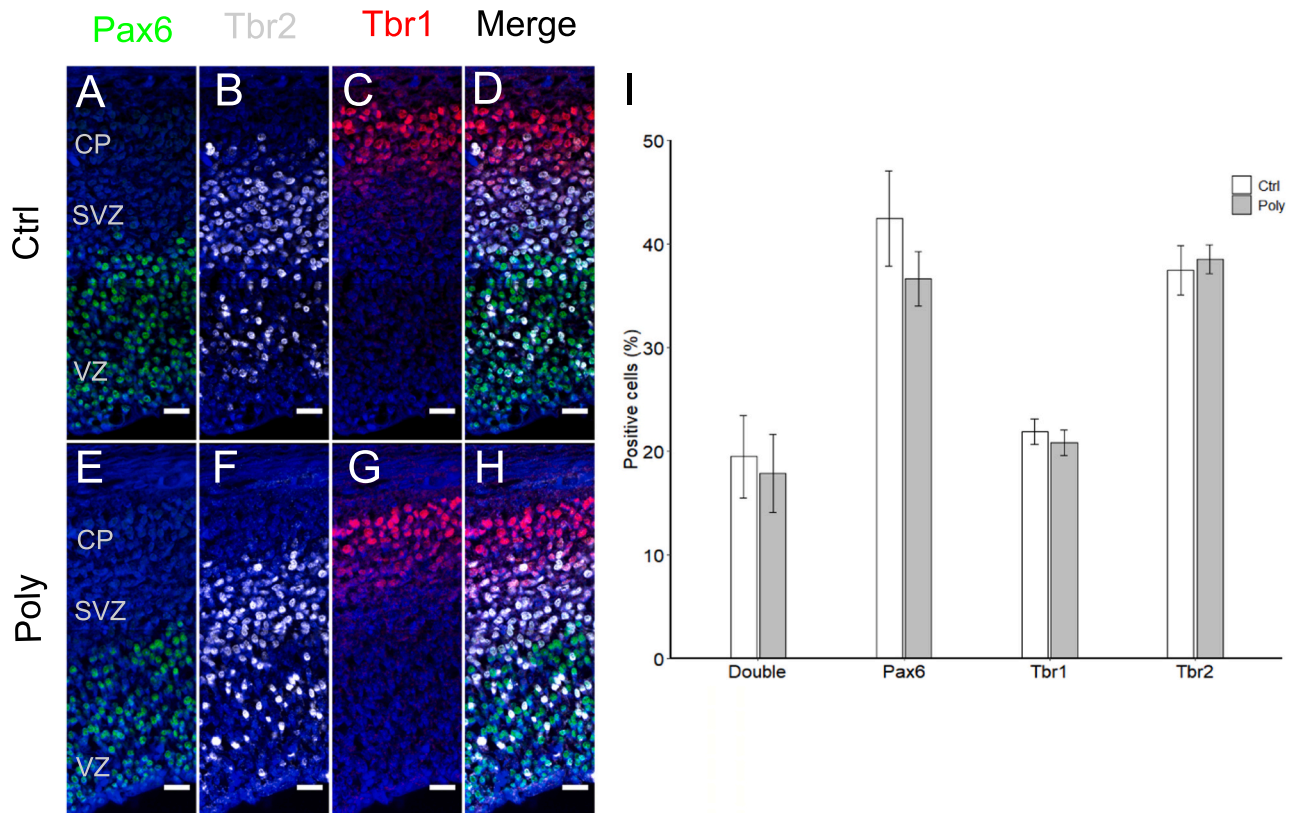 Pax6 Tbr2 Tbr1 Merge
A B C D I
CP
SVZ
VZ
Ctrl
E F G H
CP
SVZ
VZ
Poly
50
40
30
20
10
0
Positive cells (%)
Double Pax6 Tbr1 Tbr2
Ctrl
Poly